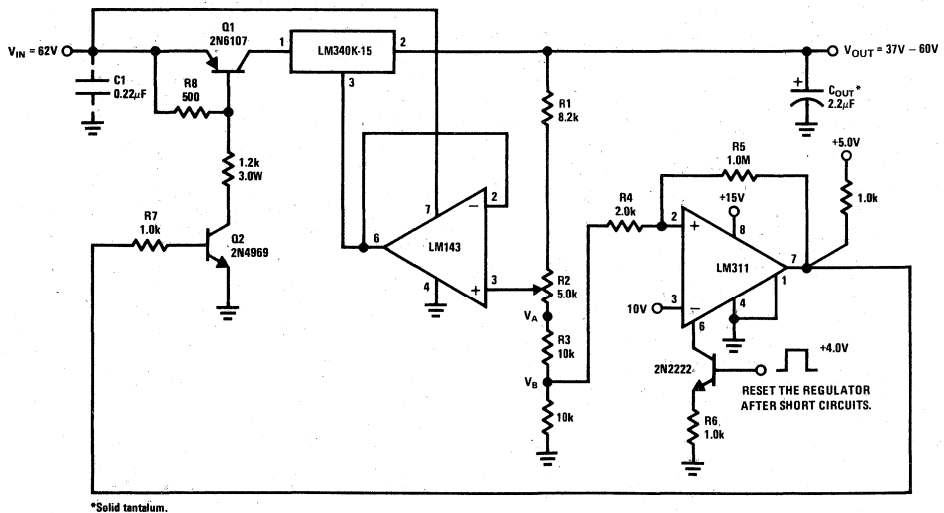 V_IN = 62V
C1
0.22μF
Q1
2N6107
R8
500
1
LM340K-15
2
3
V_OUT = 37V – 60V
+
C_OUT*
2.2μF
R1
8.2k
1.2k
3.0W
R7
1.0k
Q2
2N4969
7
−
2
6
LM143
4
+
3
R2
5.0k
V_A
R3
10k
V_B
10k
R4
2.0k
R5
1.0M
+5.0V
1.0k
+15V
2
+
8
LM311
7
1
10V
3
−
4
6
2N2222
+4.0V
RESET THE REGULATOR
AFTER SHORT CIRCUITS.
R6
1.0k
*Solid tantalum.